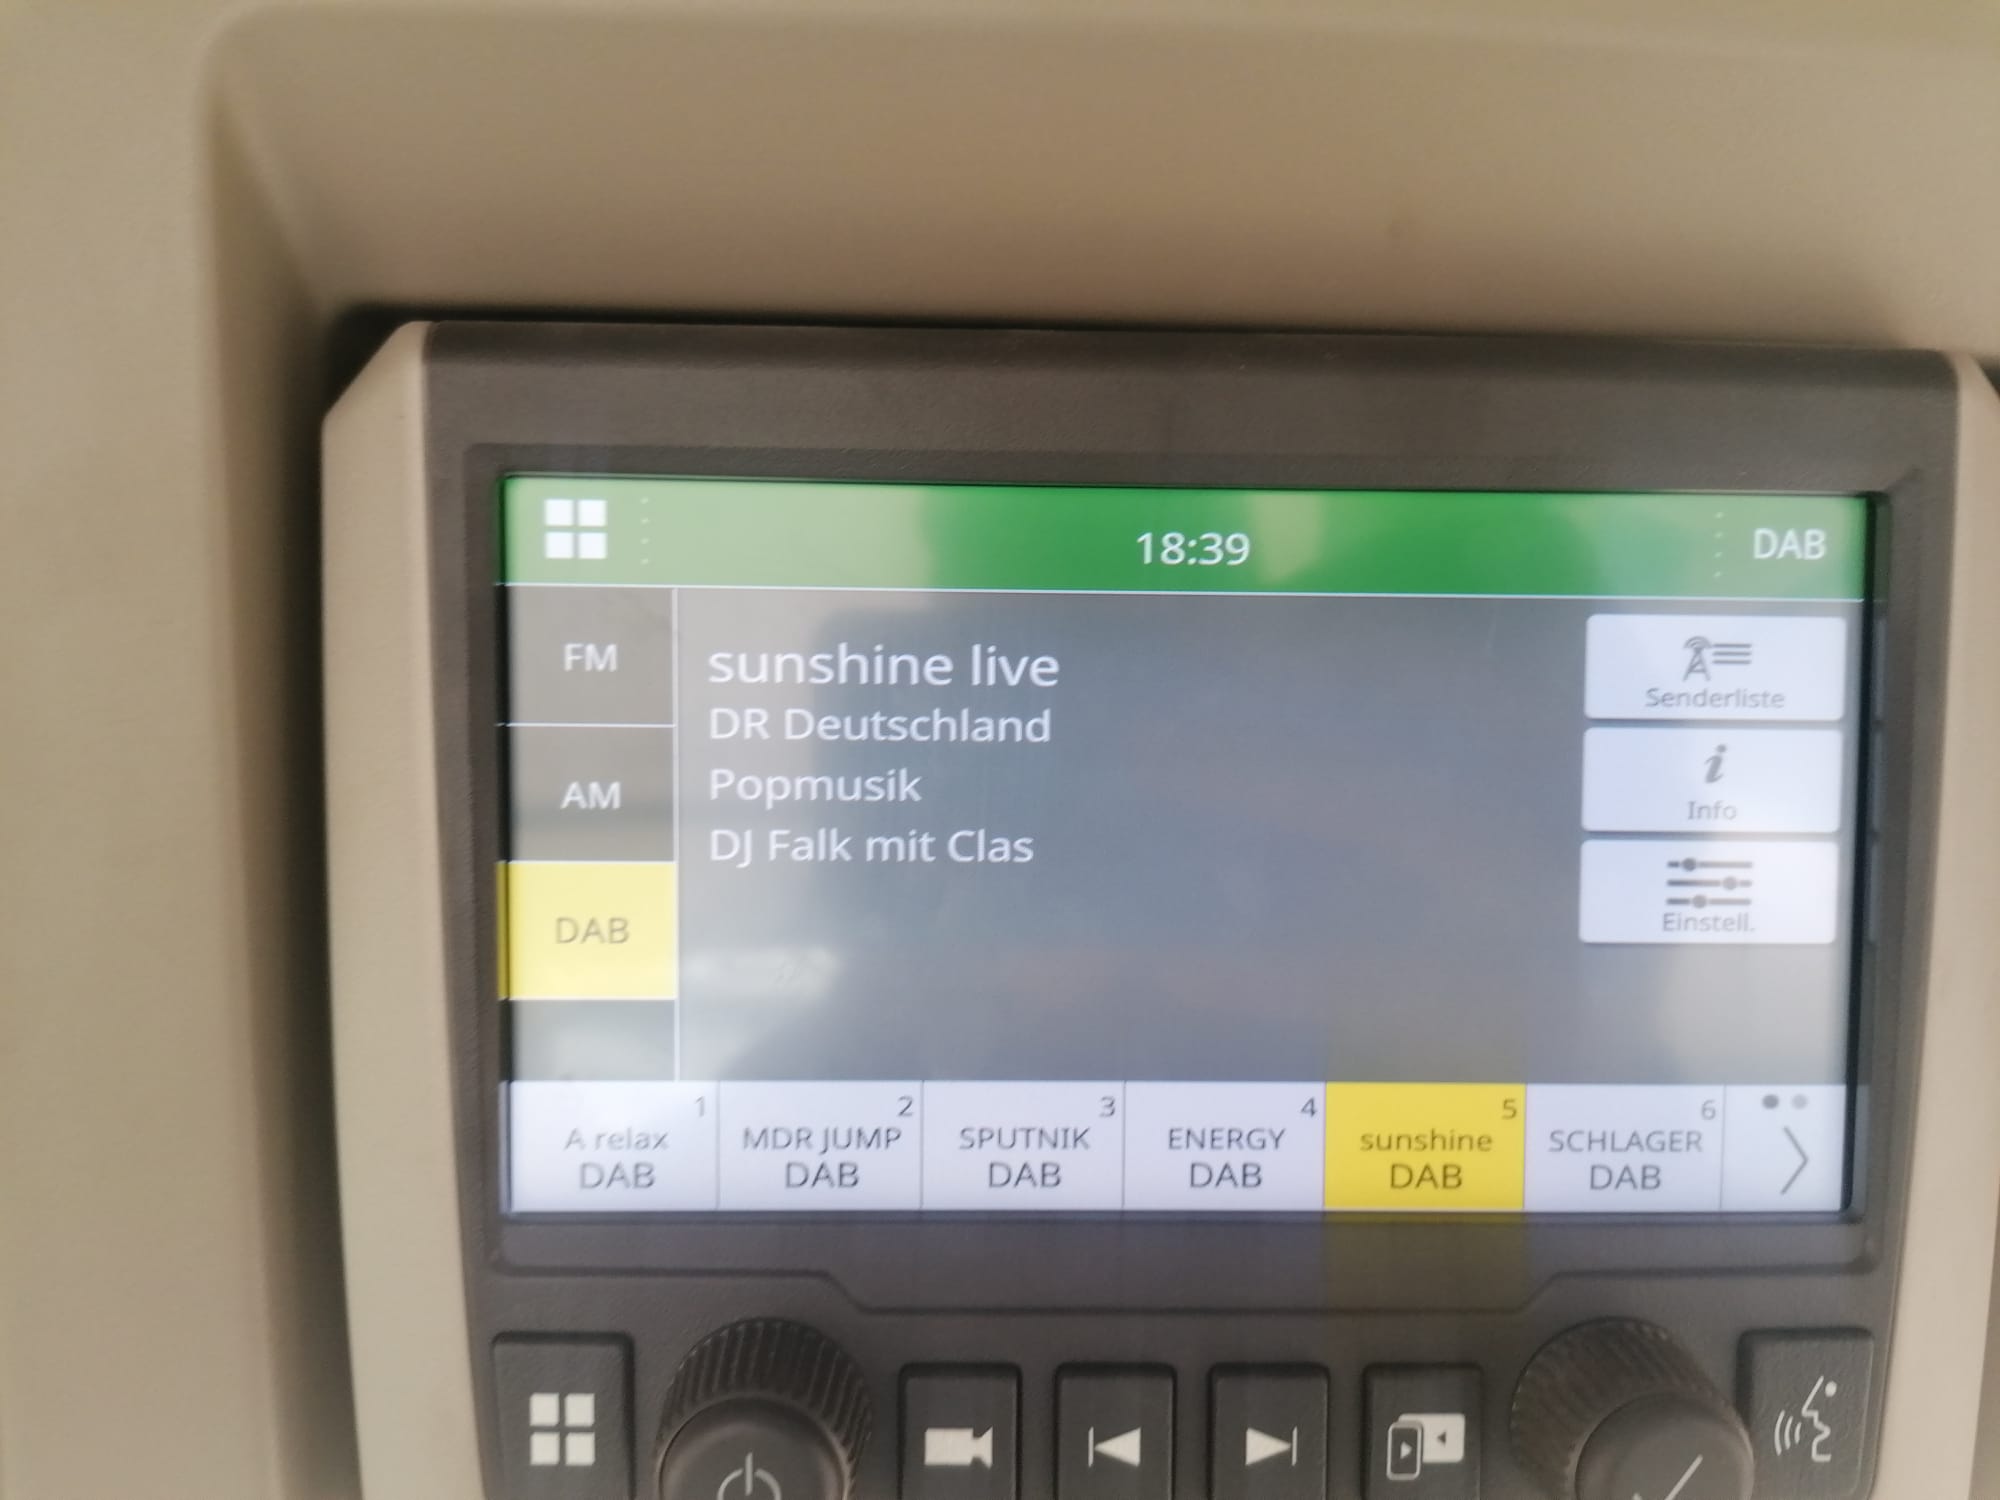 18:39
DAB
FM
AM
DAB
sunshine live
DR Deutschland
Popmusik
DJ Falk mit Clas
Senderliste
Info
Einstell.
1
A relax
DAB
2
MDR JUMP
DAB
3
SPUTNIK
DAB
4
ENERGY
DAB
5
sunshine
DAB
6
SCHLAGER
DAB